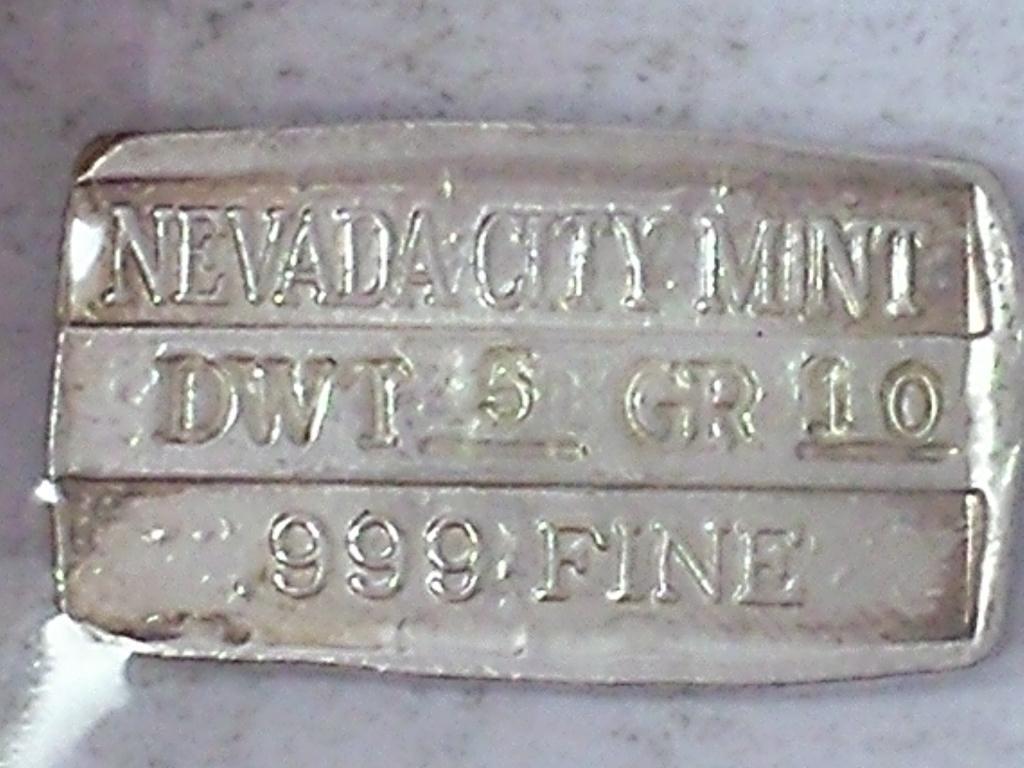 NEVADA CITY MINT
DWT 5 GR 10
.999 FINE